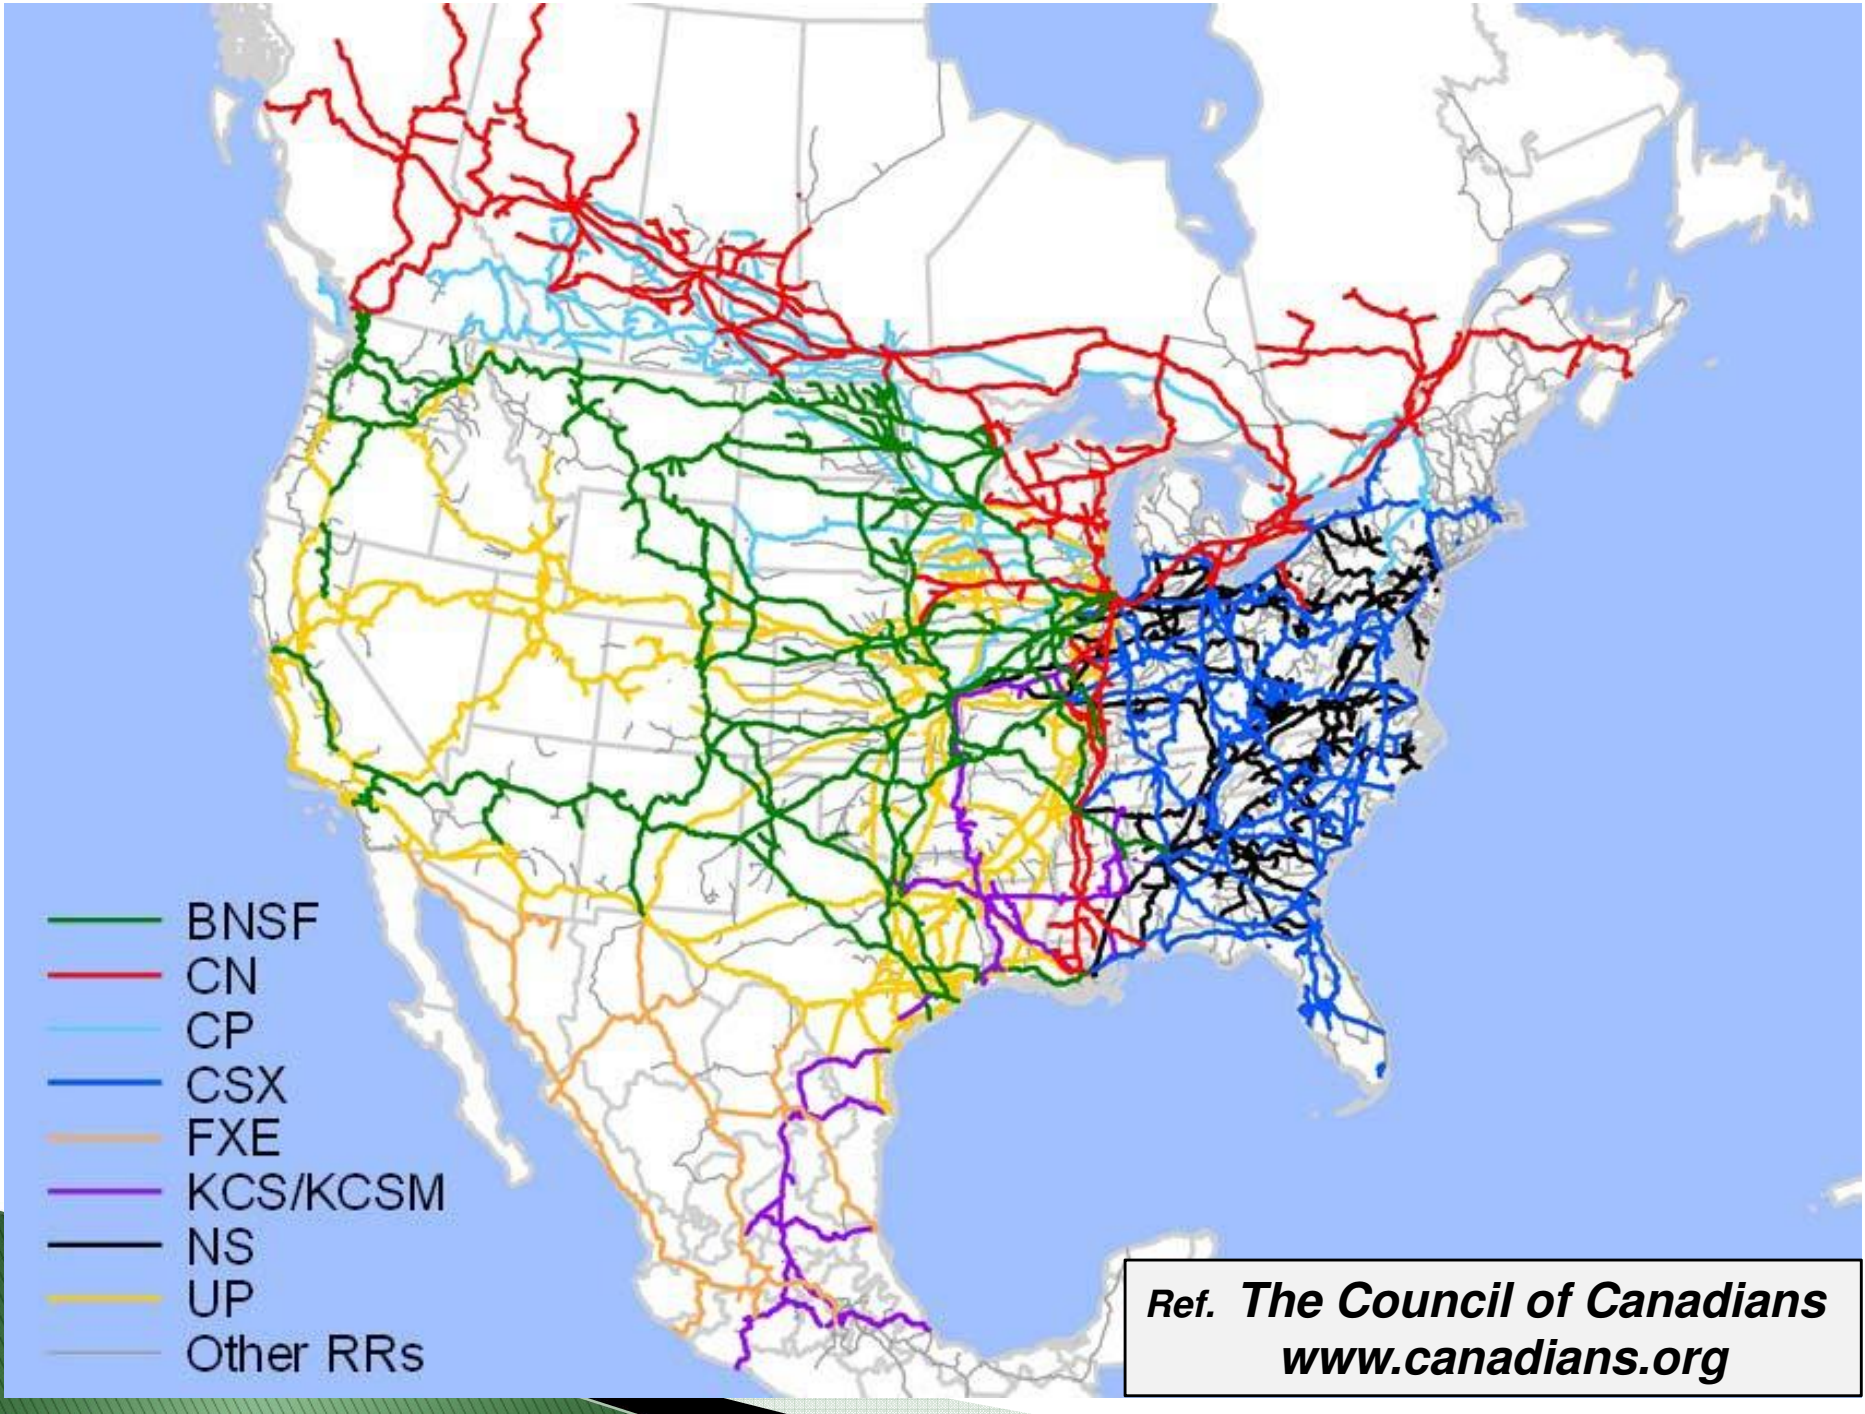 BNSF
CN
CP
CSX
FXE
KCS/KCSM
NS
UP
Other RRs
Ref. The Council of Canadians
www.canadians.org